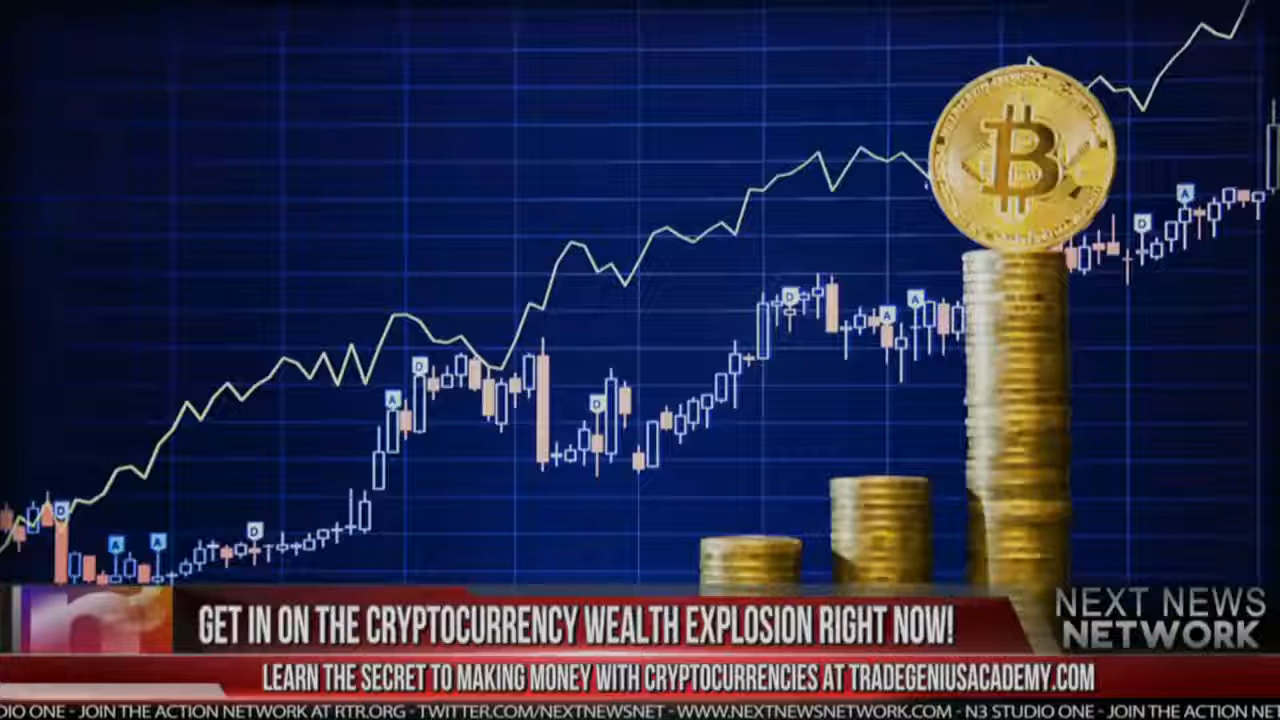 D
A
A
D
A
D
D
D
A
A
D
A
B
GET IN ON THE CRYPTOCURRENCY WEALTH EXPLOSION RIGHT NOW!
NEXT NEWS
NETWORK
LEARN THE SECRET TO MAKING MONEY WITH CRYPTOCURRENCIES AT TRADEGENIUSACADEMY.COM
DIO ONE - JOIN THE ACTION NETWORK AT RTR.ORG - TWITTER.COM/NEXTNEWSNET - WWW.NEXTNEWSNETWORK.COM - N3 STUDIO ONE - JOIN THE ACTION NET